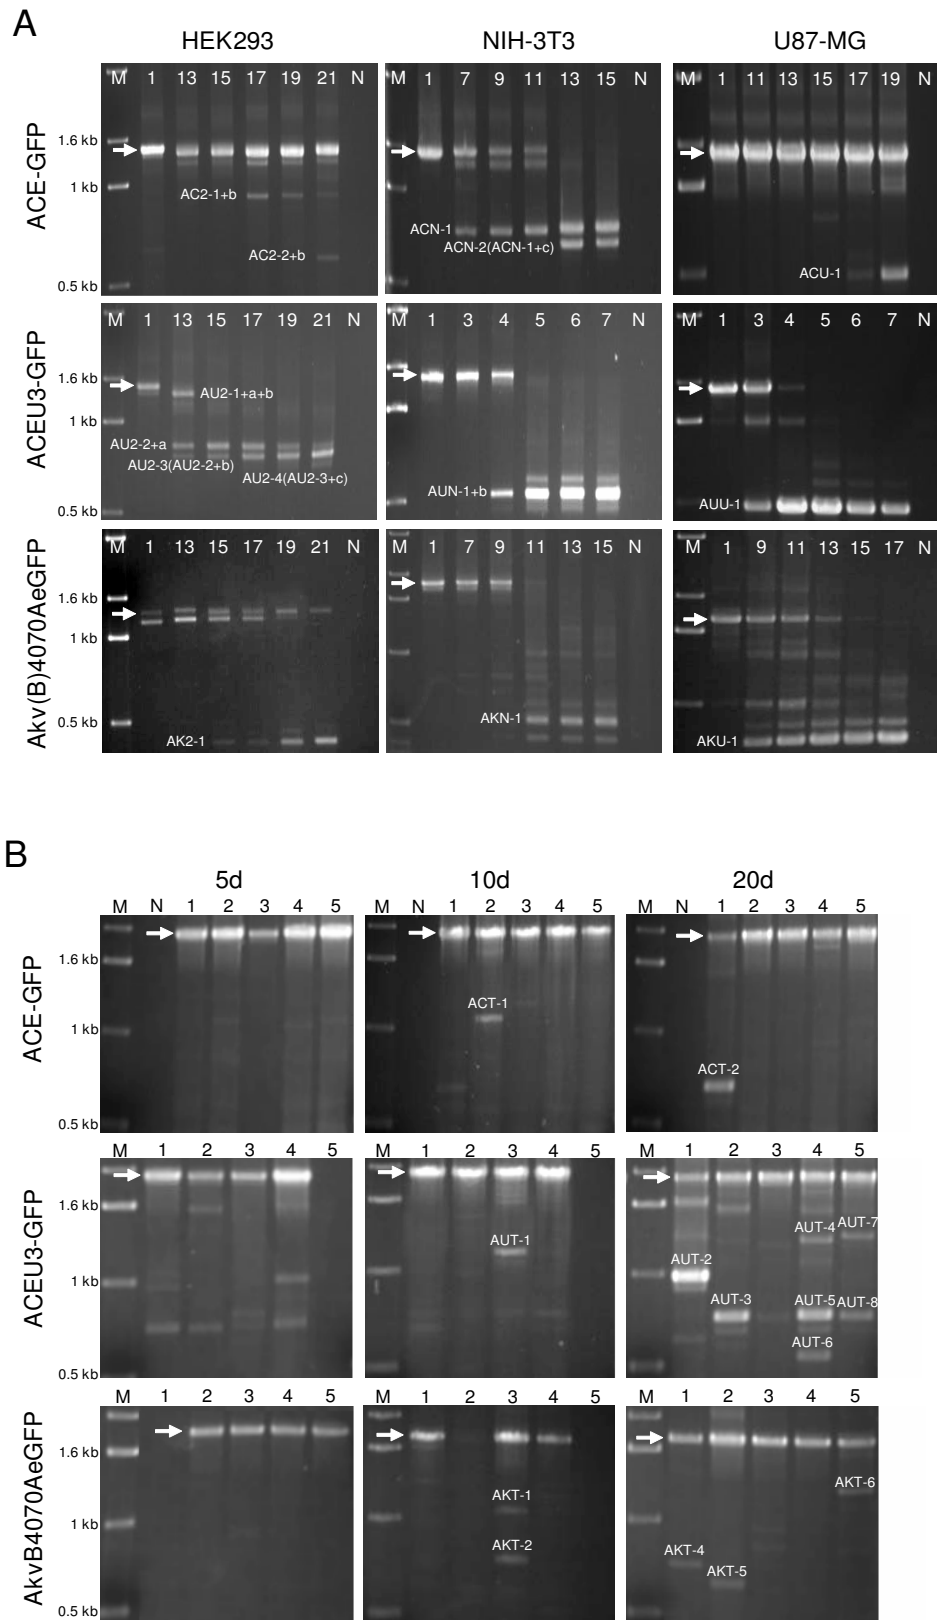 A
HEK293 NIH-3T3 U87-MG
ACE-GFP
M 1 13 15 17 19 21 N
1.6 kb
1 kb
0.5 kb
AC2-1+b
AC2-2+b
M 1 7 9 11 13 15 N
ACN-1
ACN-2(ACN-1+c)
M 1 11 13 15 17 19 N
ACU-1
ACEU3-GFP
M 1 13 15 17 19 21 N
1.6 kb
1 kb
0.5 kb
AU2-1+a+b
AU2-2+a
AU2-3(AU2-2+b)
AU2-4(AU2-3+c)
M 1 3 4 5 6 7 N
AUN-1+b
M 1 3 4 5 6 7 N
AUU-1
Akv(B)4070AeGFP
M 1 13 15 17 19 21 N
1.6 kb
1 kb
0.5 kb
AK2-1
M 1 7 9 11 13 15 N
AKN-1
M 1 9 11 13 15 17 N
AKU-1
B
5d 10d 20d
ACE-GFP
M N 1 2 3 4 5
1.6 kb
1 kb
0.5 kb
M N 1 2 3 4 5
ACT-1
M N 1 2 3 4 5
ACT-2
ACEU3-GFP
M 1 2 3 4 5
1.6 kb
1 kb
0.5 kb
M 1 2 3 4 5
AUT-1
M 1 2 3 4 5
AUT-4 AUT-7
AUT-2
AUT-3 AUT-5 AUT-8
AUT-6
AkvB4070AeGFP
M 1 2 3 4 5
1.6 kb
1 kb
0.5 kb
M 1 2 3 4 5
AKT-1
AKT-2
M 1 2 3 4 5
AKT-6
AKT-4
AKT-5